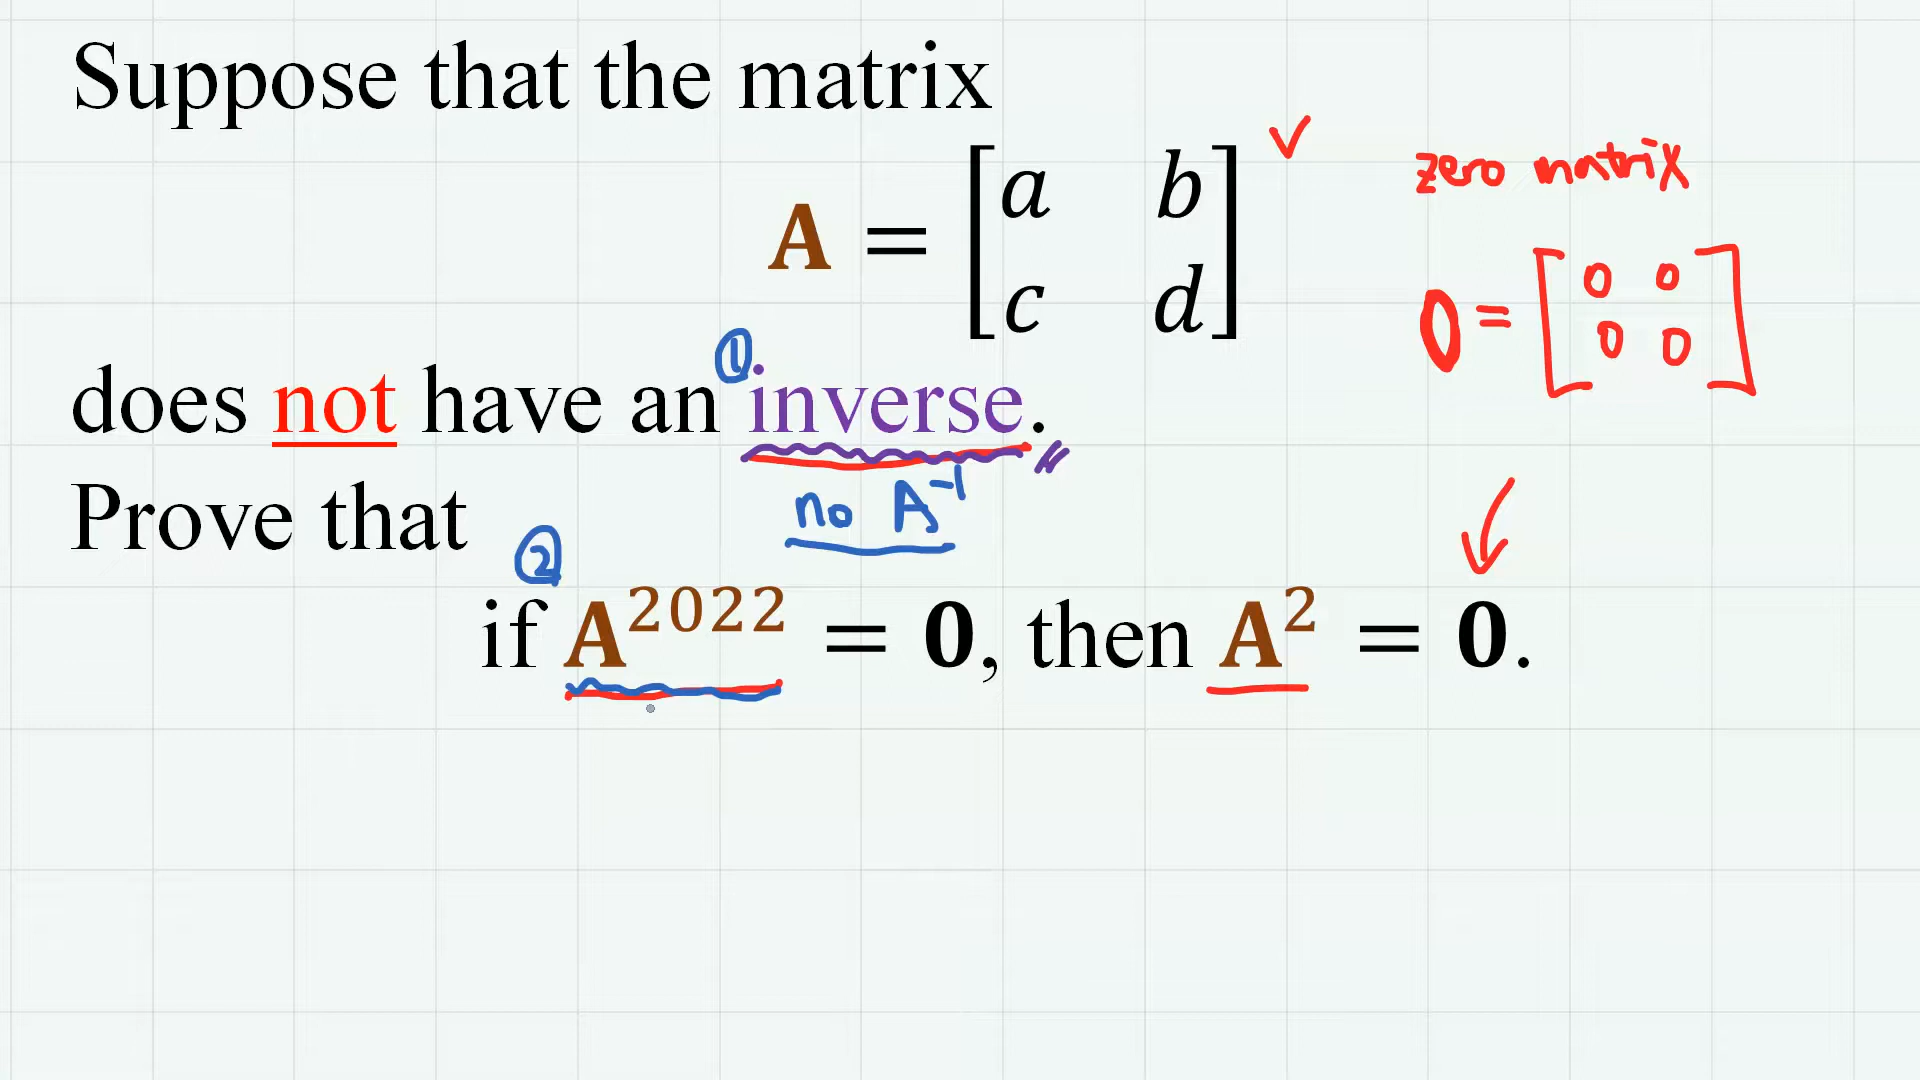 Suppose that the matrix
A = [a b
c d] ✓
zero matrix
0 = [0 0
0 0]
① 
does not have an inverse.
no A⁻¹
Prove that
②
if A²⁰²² = 0, then A² = 0.